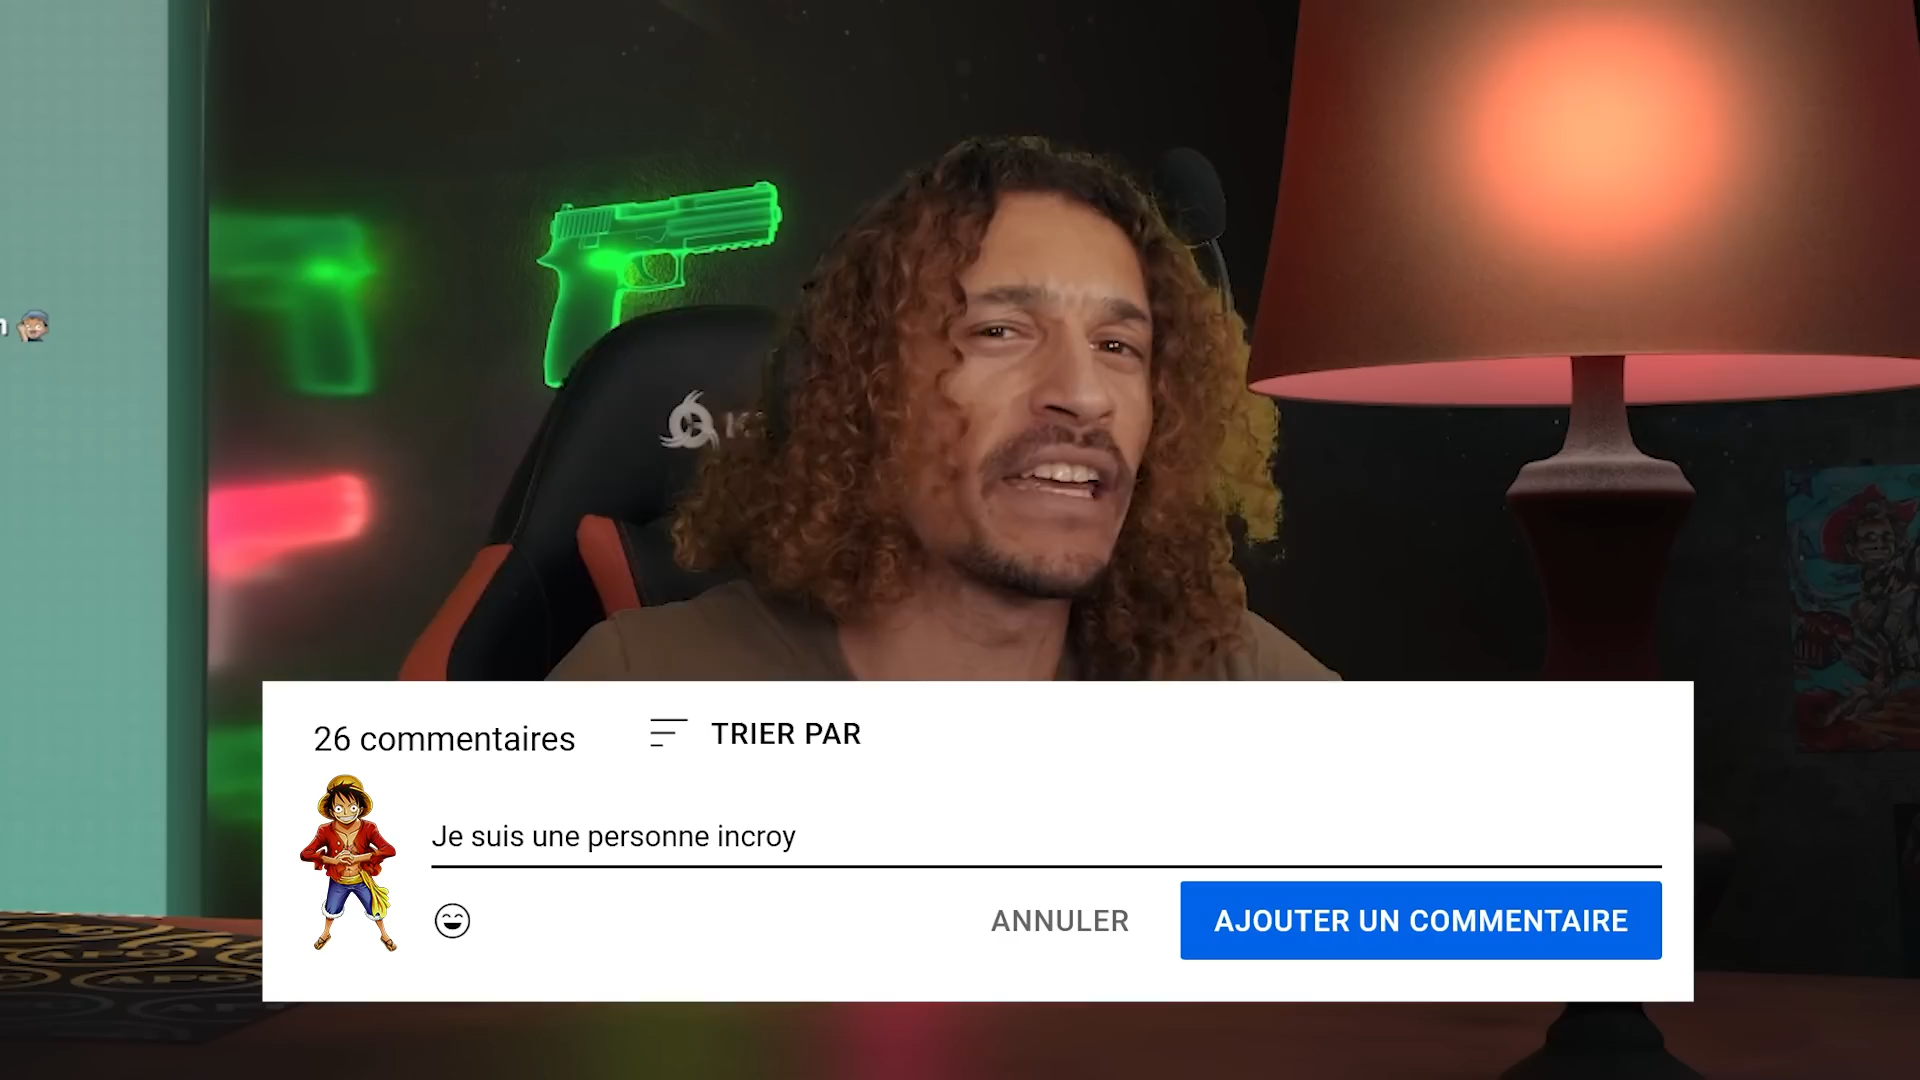 26 commentaires
TRIER PAR
Je suis une personne incroy
ANNULER
AJOUTER UN COMMENTAIRE